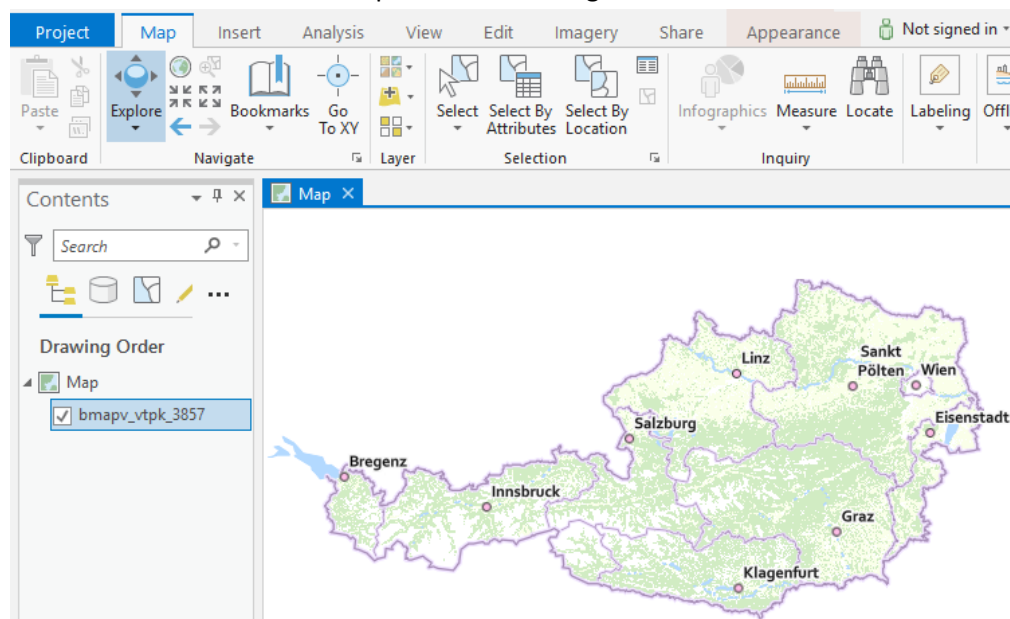 Project Map Insert Analysis View Edit Imagery Share Appearance Not signed in
Paste Explore Bookmarks Go To XY Select Select By Attributes Select By Location Infographics Measure Locate Labeling
Clipboard Navigate Layer Selection Inquiry
Contents
Map
Search
Drawing Order
Map
bmapv_vtpk_3857
Linz
Sankt
Pölten
Wien
Eisenstadt
Salzburg
Bregenz
Innsbruck
Graz
Klagenfurt